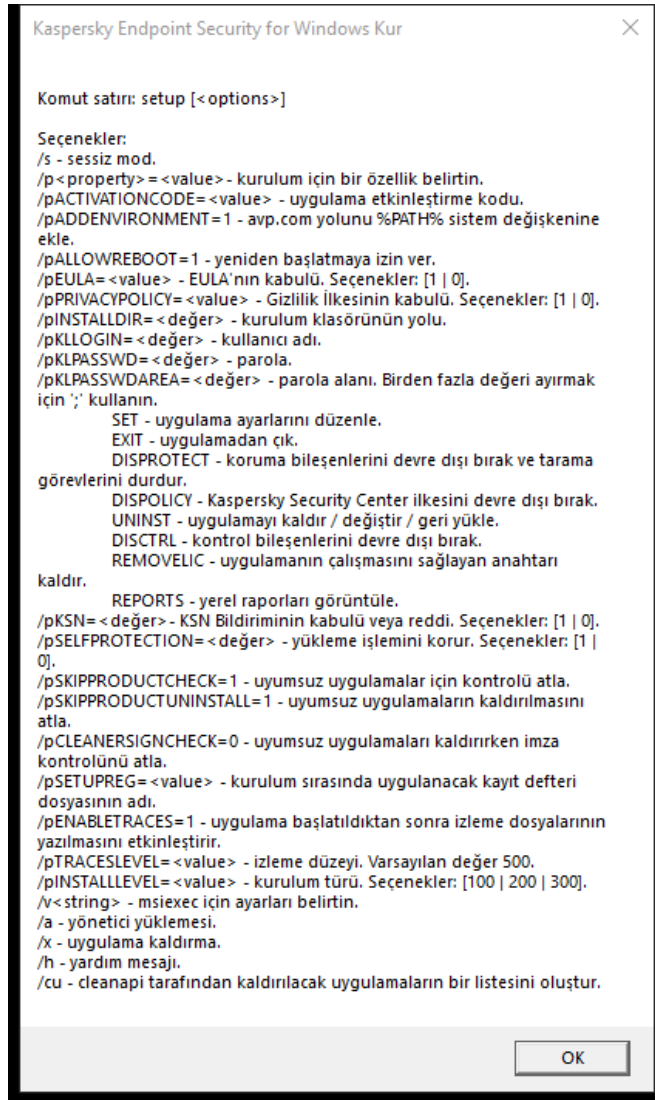 Kaspersky Endpoint Security for Windows Kur
Komut satırı: setup [<options>]
Seçenekler:
/s - sessiz mod.
/p<property>=<value>- kurulum için bir özellik belirtin.
/pACTIVATIONCODE=<value> - uygulama etkinleştirme kodu.
/pADDENVIRONMENT=1 - avp.com yolunu %PATH% sistem değişkenine
ekle.
/pALLOWREBOOT=1 - yeniden başlatmaya izin ver.
/pEULA=<value> - EULA'nın kabulü. Seçenekler: [1 | 0].
/pPRIVACYPOLICY=<value> - Gizlilik İlkesinin kabulü. Seçenekler: [1 | 0].
/pINSTALLDIR=<değer> - kurulum klasörünün yolu.
/pKLLOGIN=<değer> - kullanıcı adı.
/pKLPASSWD=<değer> - parola.
/pKLPASSWDAREA=<değer> - parola alanı. Birden fazla değeri ayırmak
için ';' kullanın.
SET - uygulama ayarlarını düzenle.
EXIT - uygulamadan çık.
DISPROTECT - koruma bileşenlerini devre dışı bırak ve tarama
görevlerini durdur.
DISPOLICY - Kaspersky Security Center ilkesini devre dışı bırak.
UNINST - uygulamayı kaldır / değiştir / geri yükle.
DISCTRL - kontrol bileşenlerini devre dışı bırak.
REMOVELIC - uygulamanın çalışmasını sağlayan anahtarı
kaldır.
REPORTS - yerel raporları görüntüle.
/pKSN=<değer>- KSN Bildiriminin kabulü veya reddi. Seçenekler: [1 | 0].
/pSELFPROTECTION=<değer> - yükleme işlemini korur. Seçenekler: [1 |
0].
/pSKIPPRODUCTCHECK=1 - uyumsuz uygulamalar için kontrolü atla.
/pSKIPPRODUCTUNINSTALL=1 - uyumsuz uygulamaların kaldırılmasını
atla.
/pCLEANERSIGNCHECK=0 - uyumsuz uygulamaları kaldırırken imza
kontrolünü atla.
/pSETUPREG=<value> - kurulum sırasında uygulanacak kayıt defteri
dosyasının adı.
/pENABLETRACES=1 - uygulama başlatıldıktan sonra izleme dosyalarının
yazılmasını etkinleştirir.
/pTRACESLEVEL=<value> - izleme düzeyi. Varsayılan değer 500.
/pINSTALLLEVEL=<value> - kurulum türü. Seçenekler: [100 | 200 | 300].
/v<string> - msiexec için ayarları belirtin.
/a - yönetici yüklemesi.
/x - uygulama kaldırma.
/h - yardım mesajı.
/cu - cleanapi tarafından kaldırılacak uygulamaların bir listesini oluştur.
OK